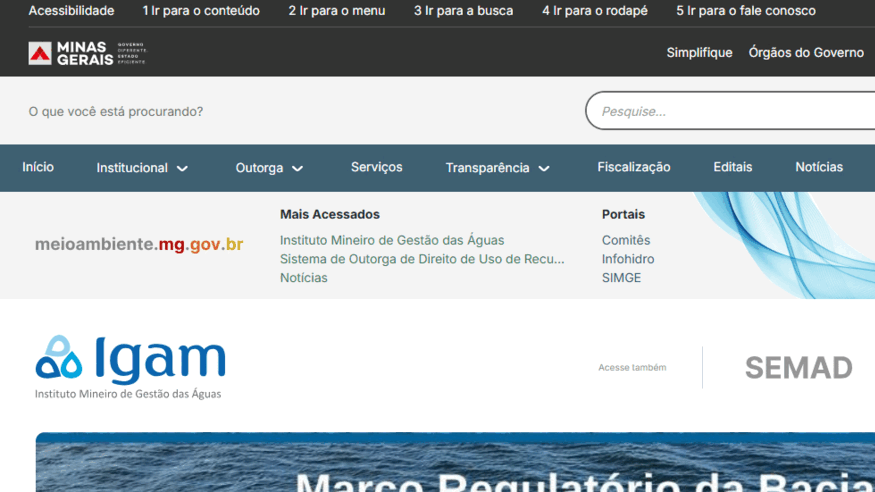 Acessibilidade 1 Ir para o conteúdo 2 Ir para o menu 3 Ir para a busca 4 Ir para o rodapé 5 Ir para o fale conosco
MINAS GERAIS
GOVERNO DIFERENTE. ESTADO EFICIENTE.
Simplifique Órgãos do Governo
O que você está procurando?
Pesquise...
Início Institucional Outorga Serviços Transparência Fiscalização Editais Notícias
meioambiente.mg.gov.br
Mais Acessados
Instituto Mineiro de Gestão das Águas
Sistema de Outorga de Direito de Uso de Recu...
Notícias
Portais
Comitês
Infohidro
SIMGE
Igam
Instituto Mineiro de Gestão das Águas
Acesse também
SEMAD
Marco Regulatório da Bacia